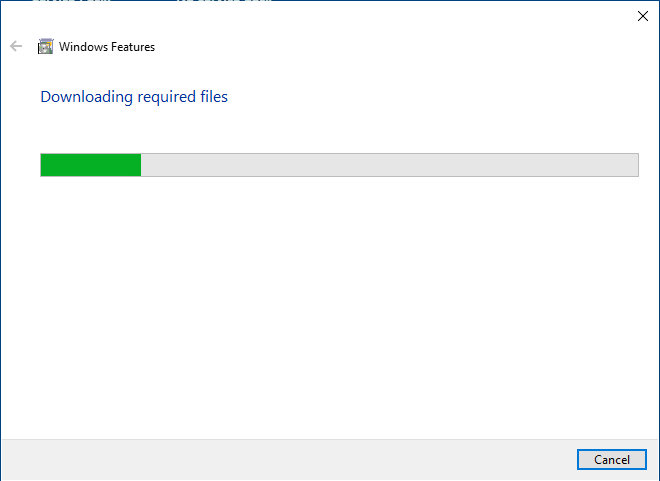 Windows Features
Downloading required files
Cancel